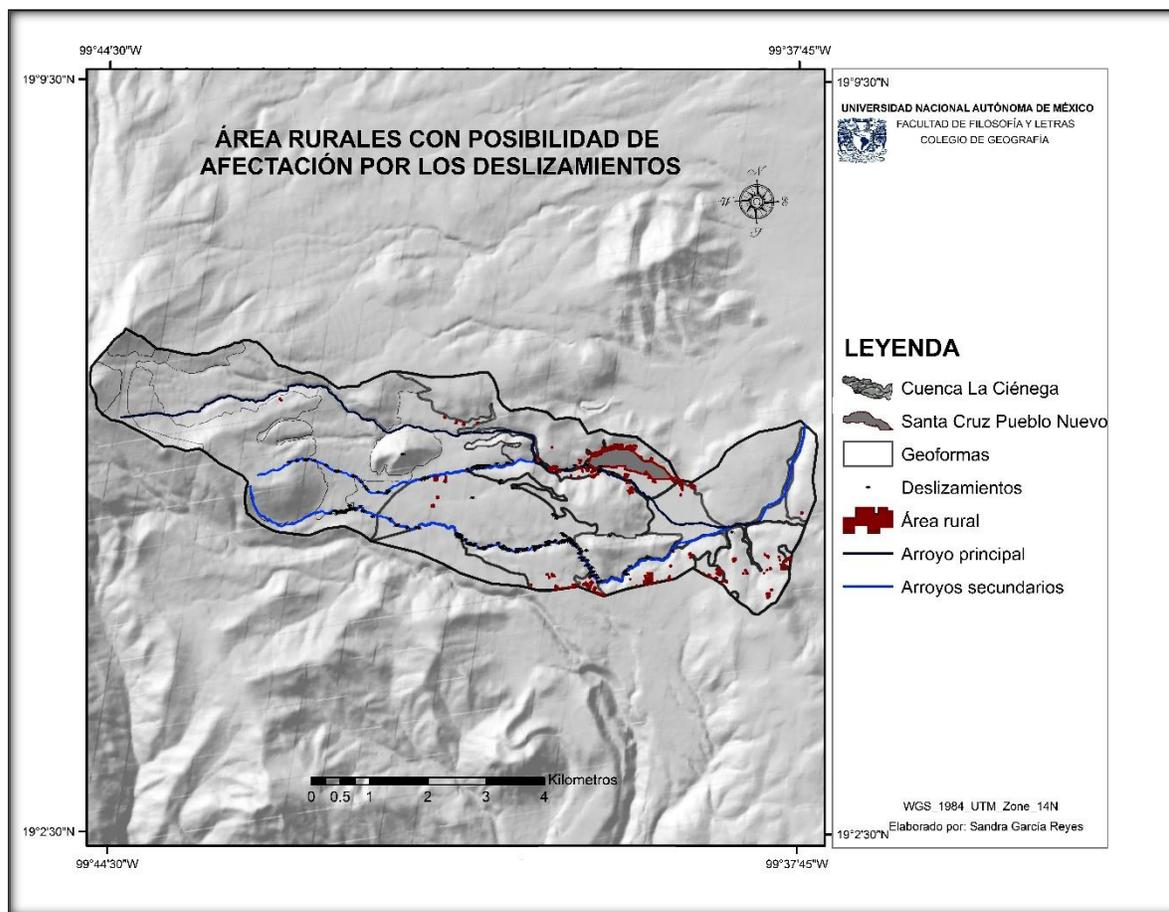 99°44'30"W
99°37'45"W
19°9'30"N
19°9'30"N
ÁREA RURALES CON POSIBILIDAD DE
AFECTACIÓN POR LOS DESLIZAMIENTOS
N
E
S
UNIVERSIDAD NACIONAL AUTÓNOMA DE MÉXICO
FACULTAD DE FILOSOFÍA Y LETRAS
COLEGIO DE GEOGRAFÍA
LEYENDA
Cuenca La Ciénega
Santa Cruz Pueblo Nuevo
Geoformas
Deslizamientos
Área rural
Arroyo principal
Arroyos secundarios
Kilometros
0 0.5 1 2 3 4
WGS 1984 UTM Zone 14N
Elaborado por: Sandra García Reyes
19°2'30"N
19°2'30"N
99°44'30"W
99°37'45"W